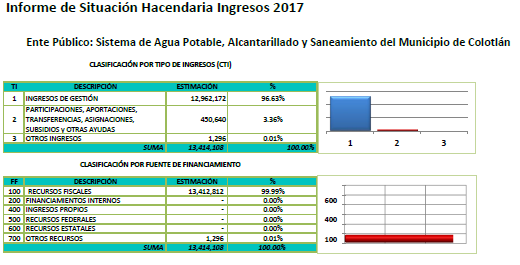 Informe de Situación Hacendaria Ingresos 2017
Ente Público: Sistema de Agua Potable, Alcantarillado y Saneamiento del Municipio de Colotlán
CLASIFICACIÓN POR TIPO DE INGRESOS (CTI)
TI DESCRIPCIÓN ESTIMACIÓN %
1 INGRESOS DE GESTIÓN 12,962,172 96.63%
PARTICIPACIONES, APORTACIONES,
2 TRANSFERENCIAS, ASIGNACIONES, 450,640 3.36%
SUBSIDIOS y OTRAS AYUDAS
3 OTROS INGRESOS 1,296 0.01%
SUMA 13,414,108 100.00%
1 2 3
CLASIFICACIÓN POR FUENTE DE FINANCIAMIENTO
FF DESCRIPCIÓN ESTIMACIÓN %
100 RECURSOS FISCALES 13,412,812 99.99%
200 FINANCIAMIENTOS INTERNOS - 0.00%
400 INGRESOS PROPIOS - 0.00%
500 RECURSOS FEDERALES - 0.00%
600 RECURSOS ESTATALES - 0.00%
700 OTROS RECURSOS 1,296 0.01%
SUMA 13,414,108 100.00%
600
400
100